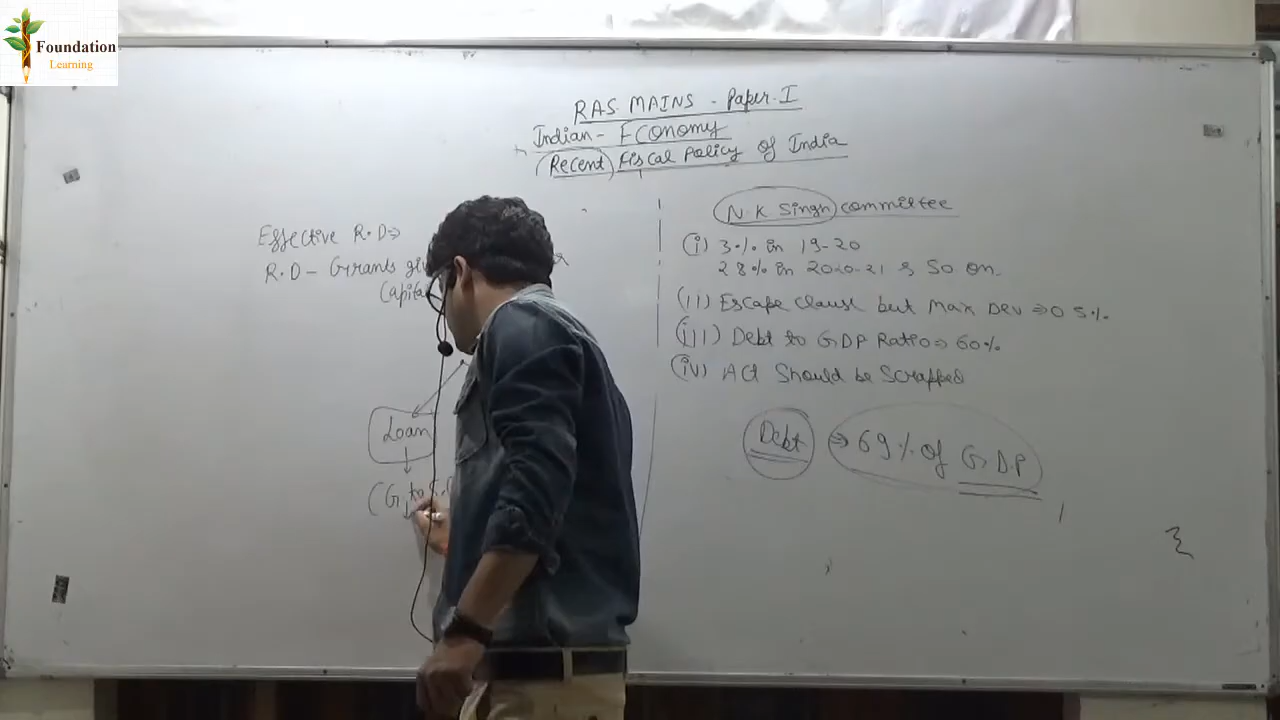 Foundation
Learning
RAS MAINS - Paper-I
Indian - Economy
(Recent) Fiscal Policy of India
Effective R.D⇒
R.D - Grants
Loan
N.K Singh committee
(i) 3% in 19-20
2.8% in 2020-21 & So on.
(ii) Escape Clause but Max Dev ⇒ 0.5%
(iii) Debt to GDP Ratio ⇒ 60%
(iv) Act Should be Scrapped
Debt ⇒ 69% of G.D.P